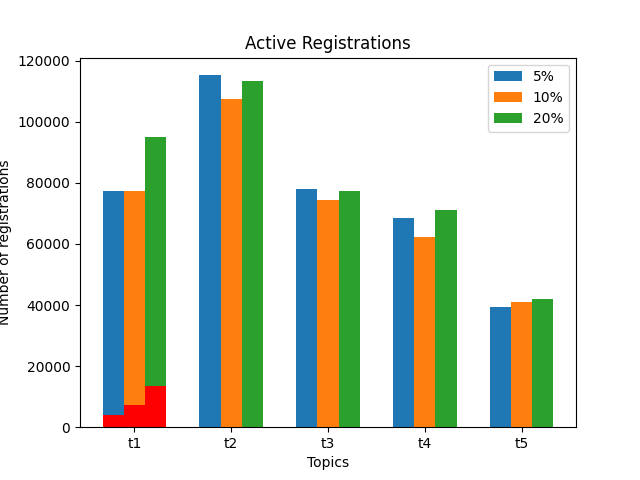 Active Registrations
120000
100000
80000
60000
40000
20000
0
Number of registrations
5%
10%
20%
t1 t2 t3 t4 t5
Topics